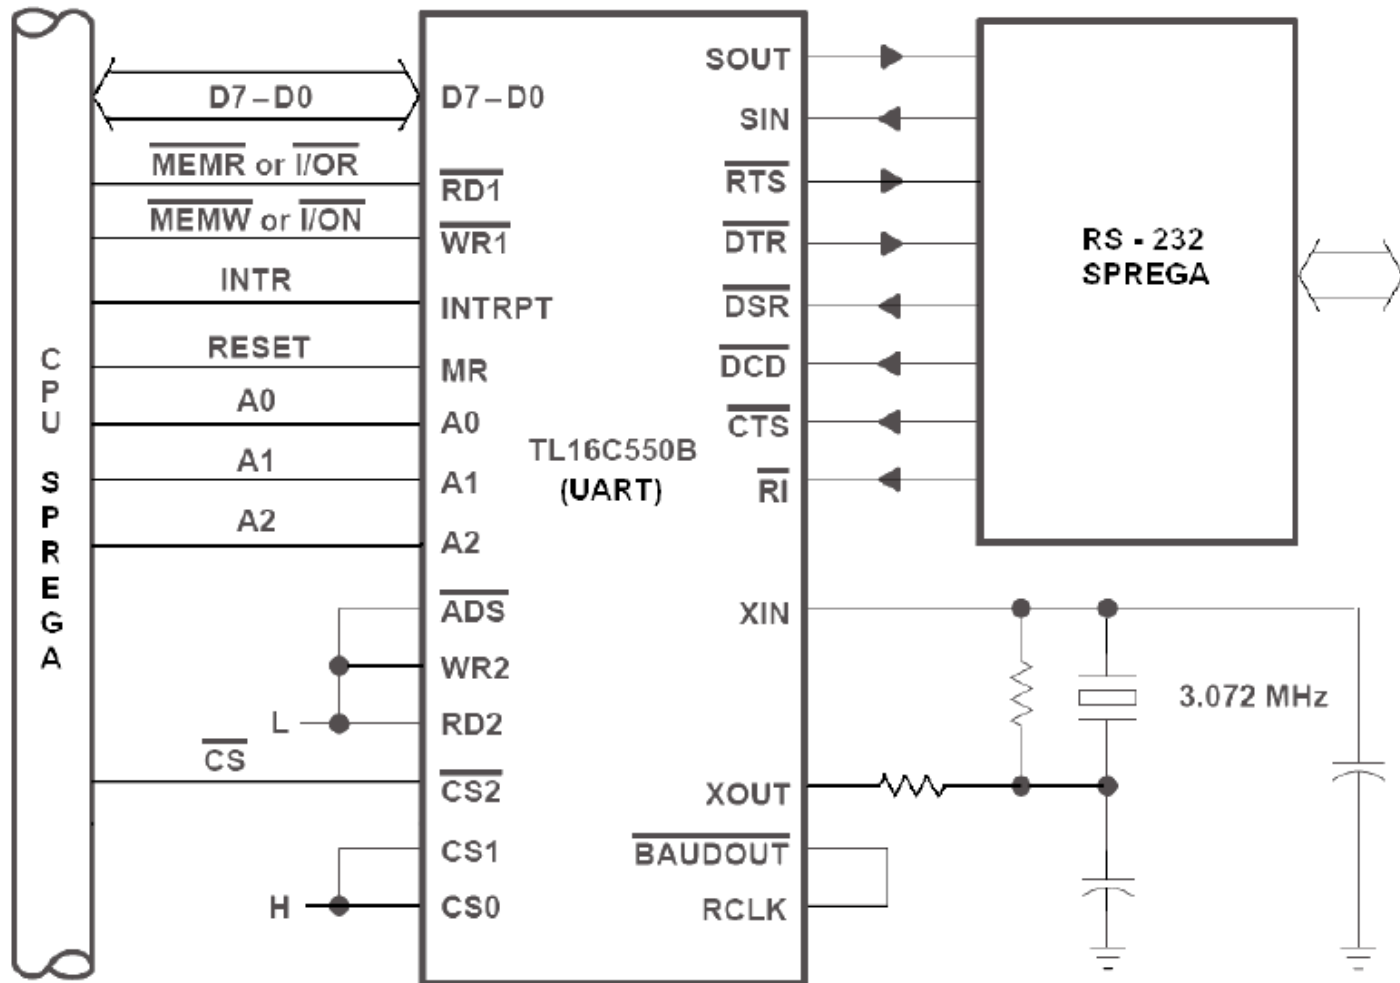 CPU SPREGA
D7–D0
MEMR or I/OR
MEMW or I/ON
INTR
RESET
A0
A1
A2
L
CS
H
D7–D0
RD1
WR1
INTRPT
MR
A0
A1
A2
ADS
WR2
RD2
CS2
CS1
CS0
TL16C550B
(UART)
SOUT
SIN
RTS
DTR
DSR
DCD
CTS
RI
XIN
XOUT
BAUDOUT
RCLK
RS - 232
SPREGA
3.072 MHz